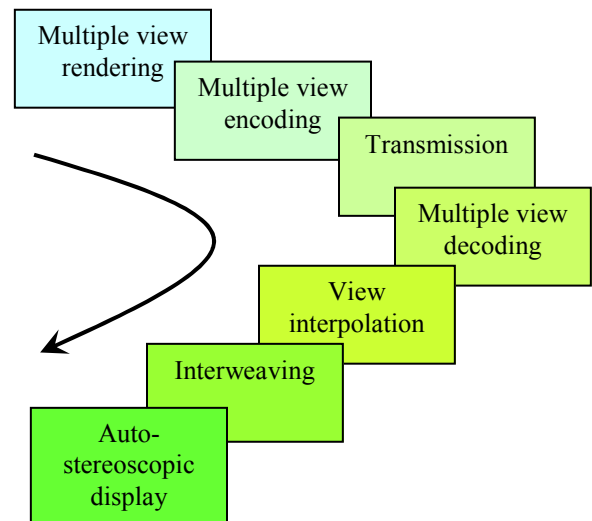 Multiple view
rendering
Multiple view
encoding
Transmission
Multiple view
decoding
View
interpolation
Interweaving
Auto-
stereoscopic
display